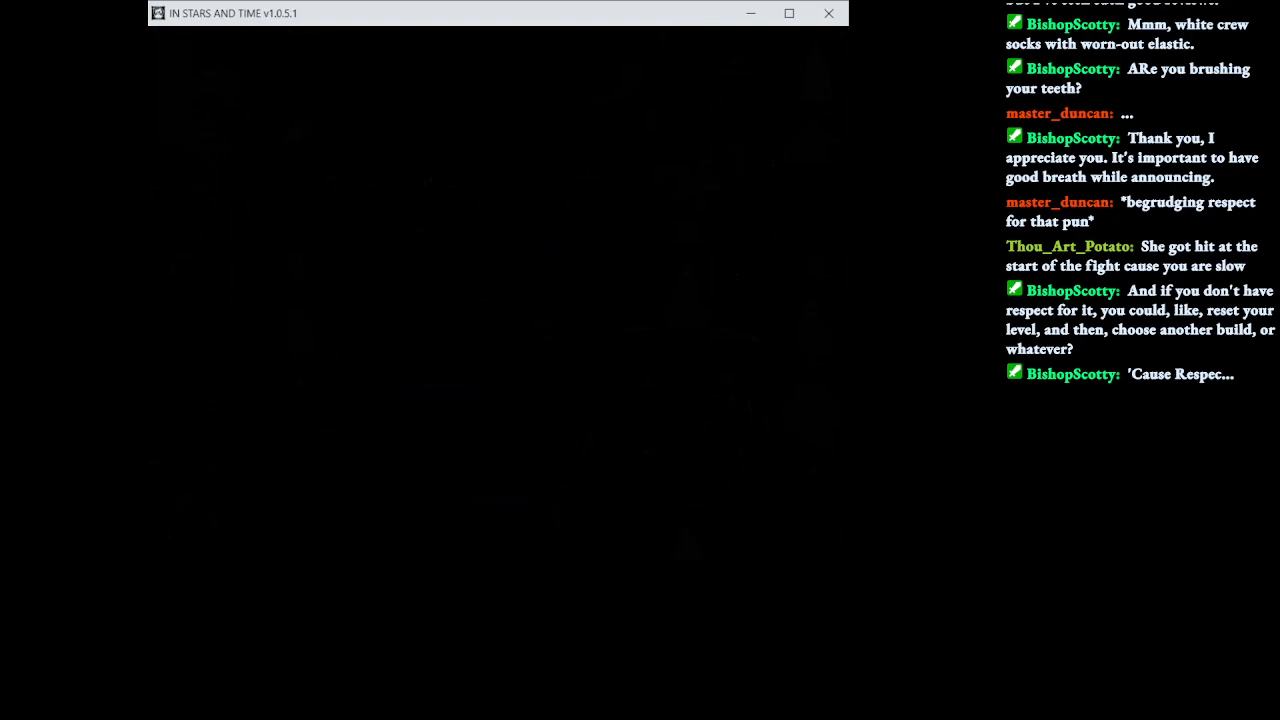 IN STARS AND TIME v1.0.5.1
BishopScotty: Mmm, white crew
socks with worn-out elastic.
BishopScotty: ARe you brushing
your teeth?
master_duncan: ...
BishopScotty: Thank you, I
appreciate you. It's important to have
good breath while announcing.
master_duncan: *begrudging respect
for that pun*
Thou_Art_Potato: She got hit at the
start of the fight cause you are slow
BishopScotty: And if you don't have
respect for it, you could, like, reset your
level, and then, choose another build, or
whatever?
BishopScotty: 'Cause Respec...